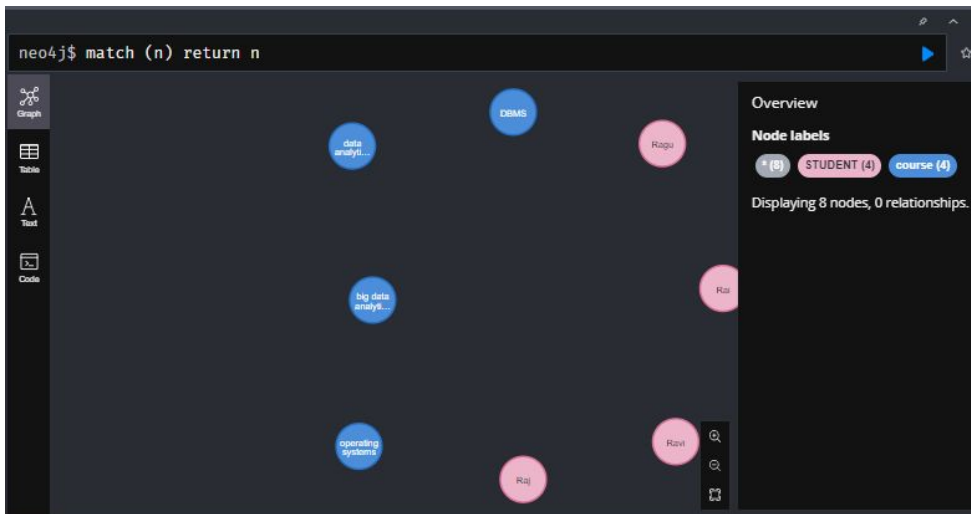 neo4j$ match (n) return n
Graph
Table
Text
Code
DBMS
data
analyti...
Ragu
big data
analyti...
Rai
operating
systems
Ravi
Raj
Overview
Node labels
* (8) STUDENT (4) course (4)
Displaying 8 nodes, 0 relationships.